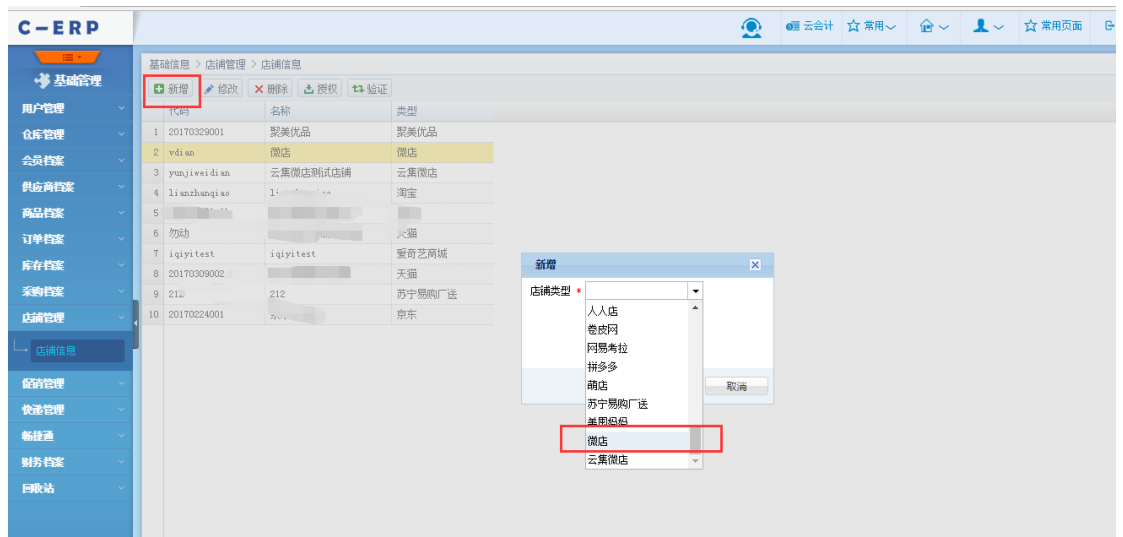 C-ERP
云会计 常用 常用页面
基础管理
用户管理
仓库管理
会员档案
供应商档案
商品档案
订单档案
库存档案
采购档案
店铺管理
店铺信息
促销管理
快递管理
畅捷通
财务档案
回收站
基础信息 > 店铺管理 > 店铺信息
新增 修改 删除 授权 验证
代码 名称 类型
1 20170329001 聚美优品 聚美优品
2 vdian 微店 微店
3 yunjiweidian 云集微店测试店铺 云集微店
4 lianzhanqiao 淘宝
5
6 勿动 天猫
7 iqiyitest iqiyitest 爱奇艺商城
8 20170309002 天猫
9 212 212 苏宁易购厂送
10 20170224001 京东
新增
店铺类型 *
人人店
卷皮网
网易考拉
拼多多
萌店
苏宁易购厂送
美囤妈妈
微店
云集微店
取消